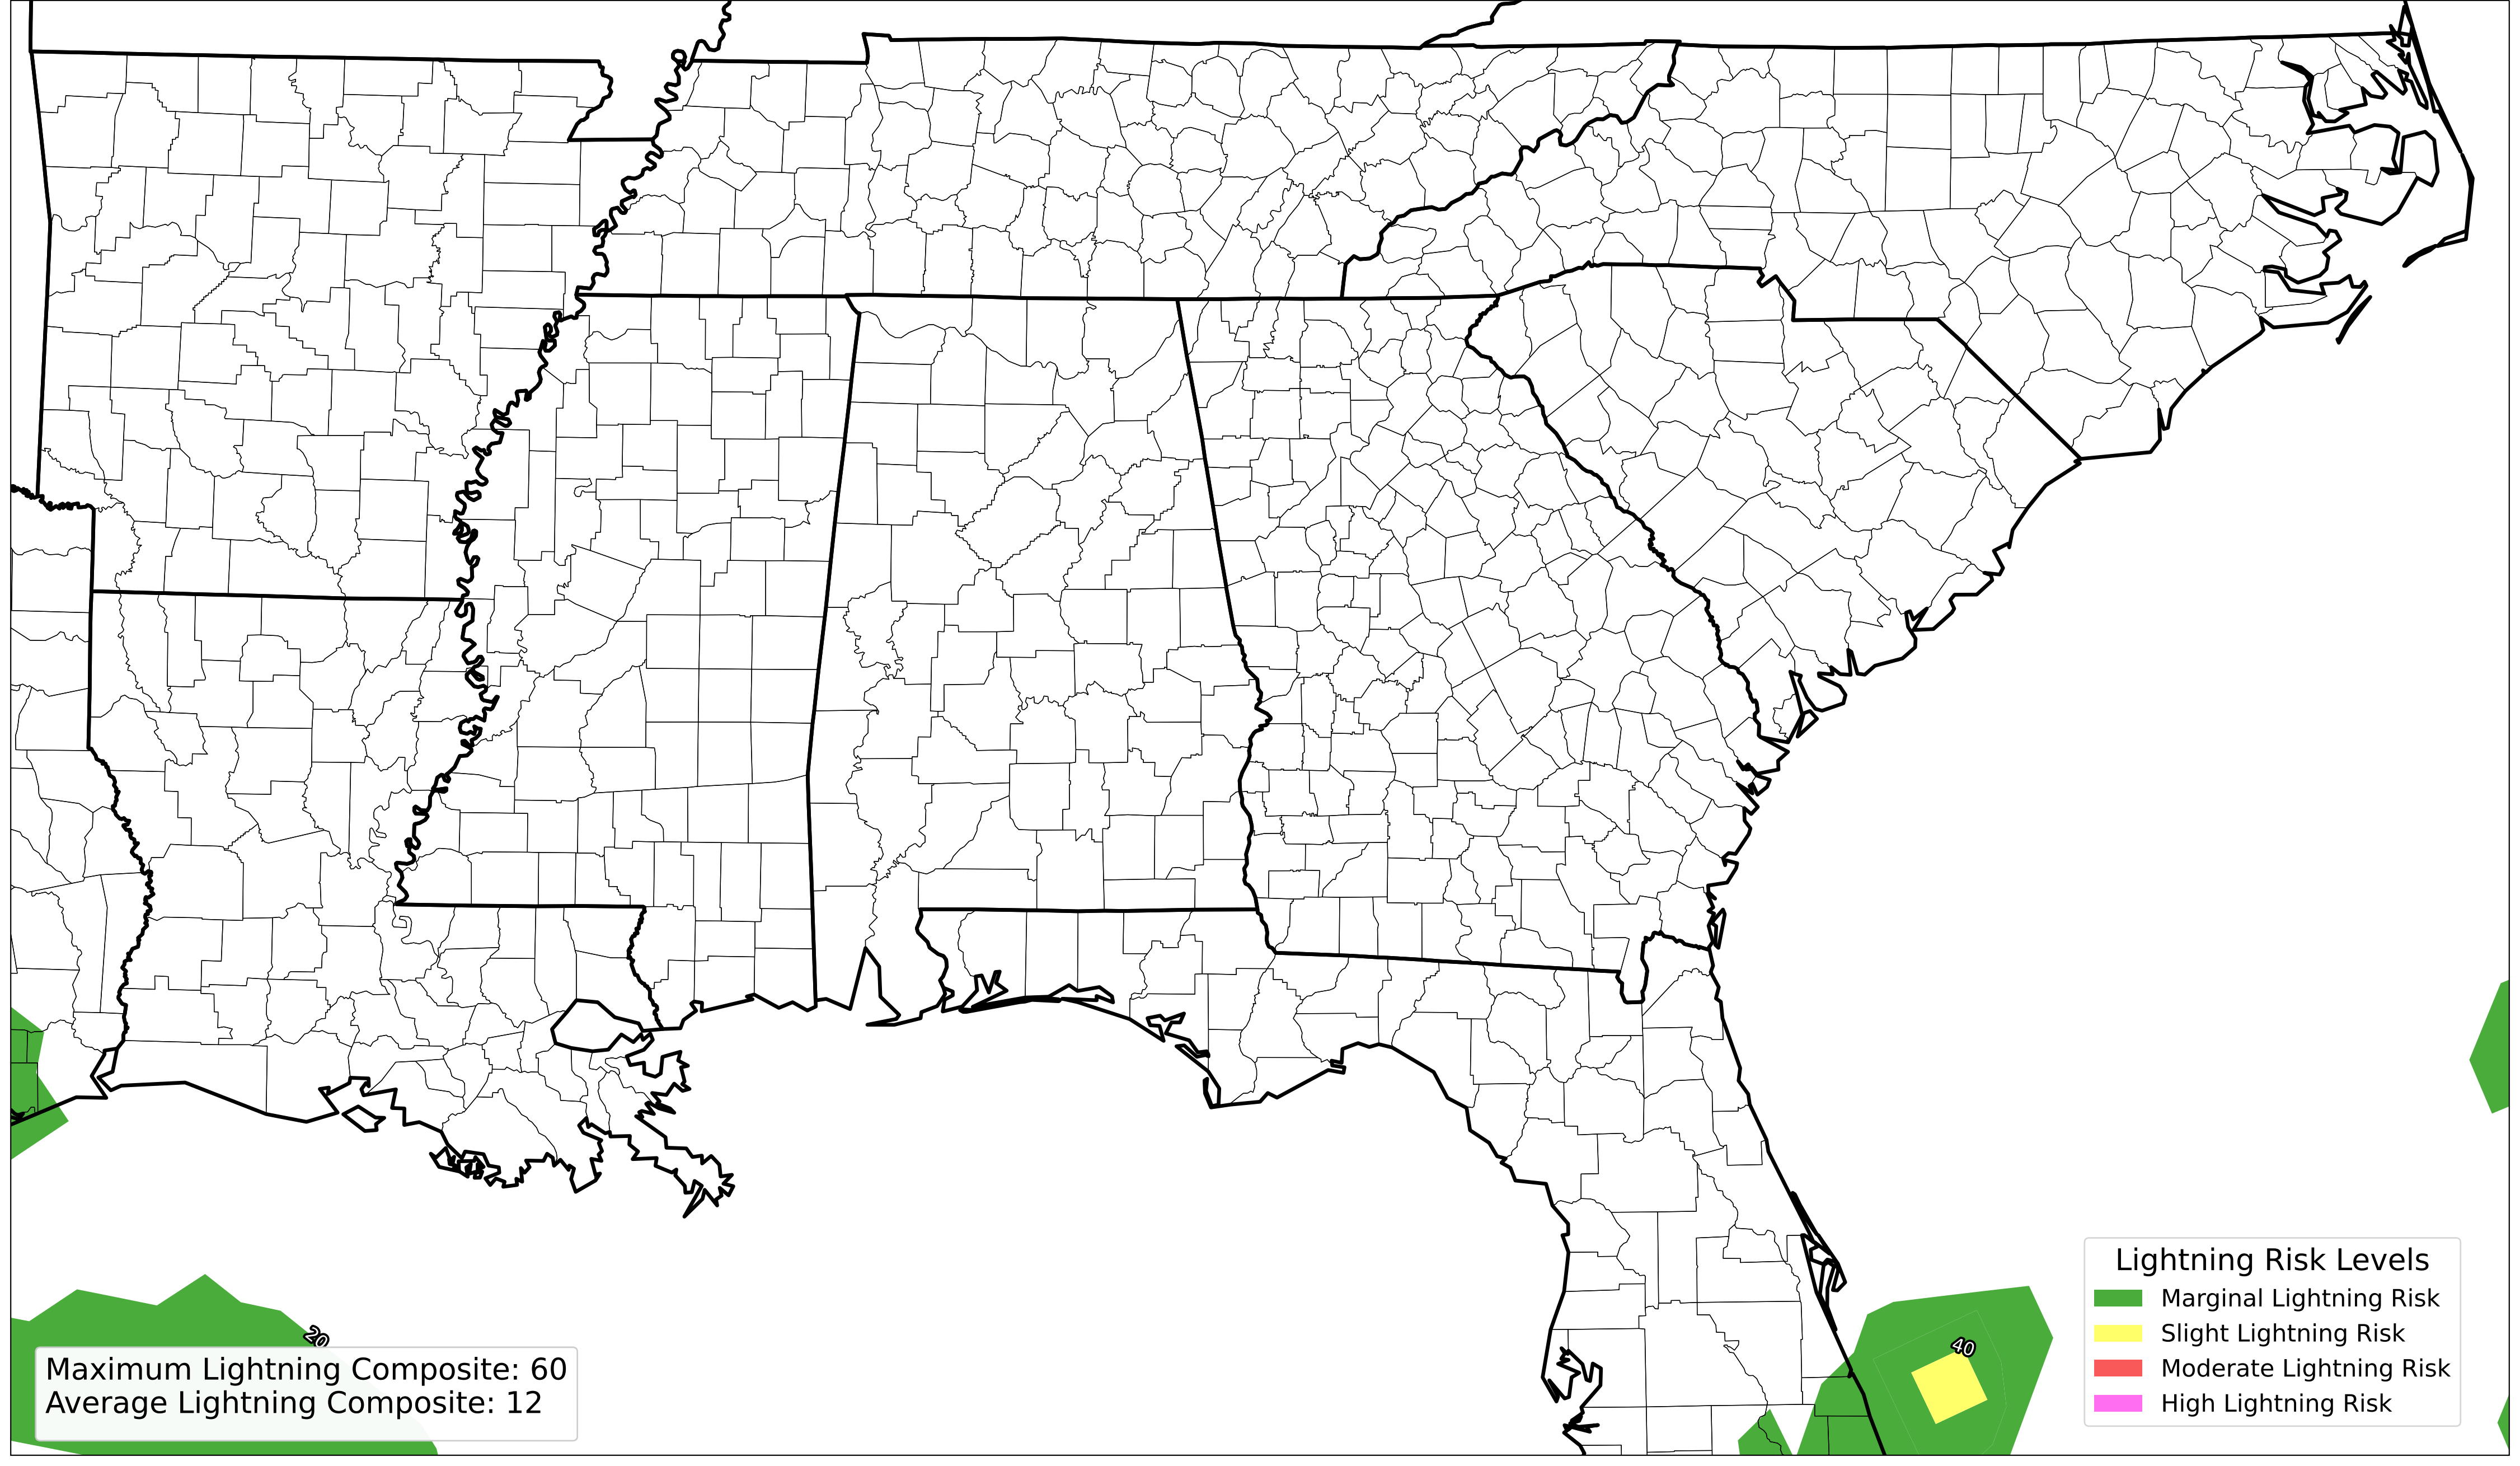 20
40
Maximum Lightning Composite: 60
Average Lightning Composite: 12
Lightning Risk Levels
Marginal Lightning Risk
Slight Lightning Risk
Moderate Lightning Risk
High Lightning Risk